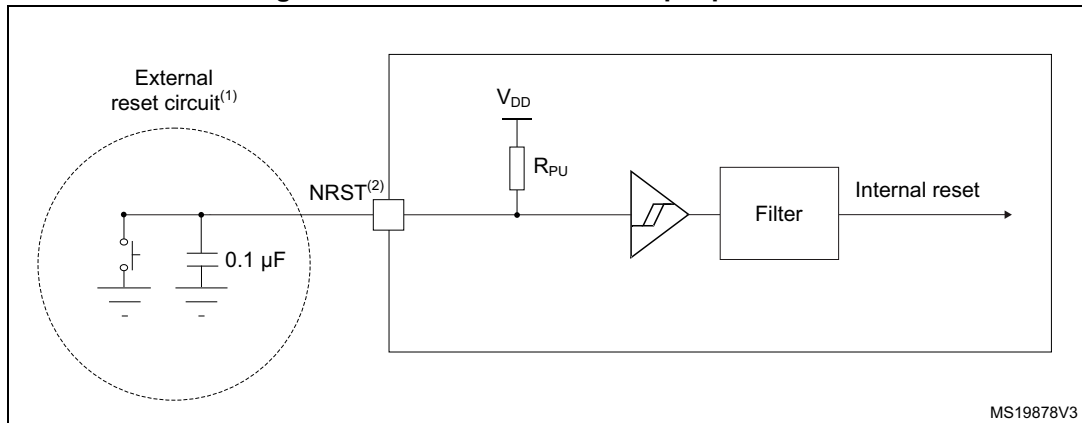 External
reset circuit(1)
VDD
RPU
NRST(2)
0.1 µF
Filter
Internal reset
MS19878V3